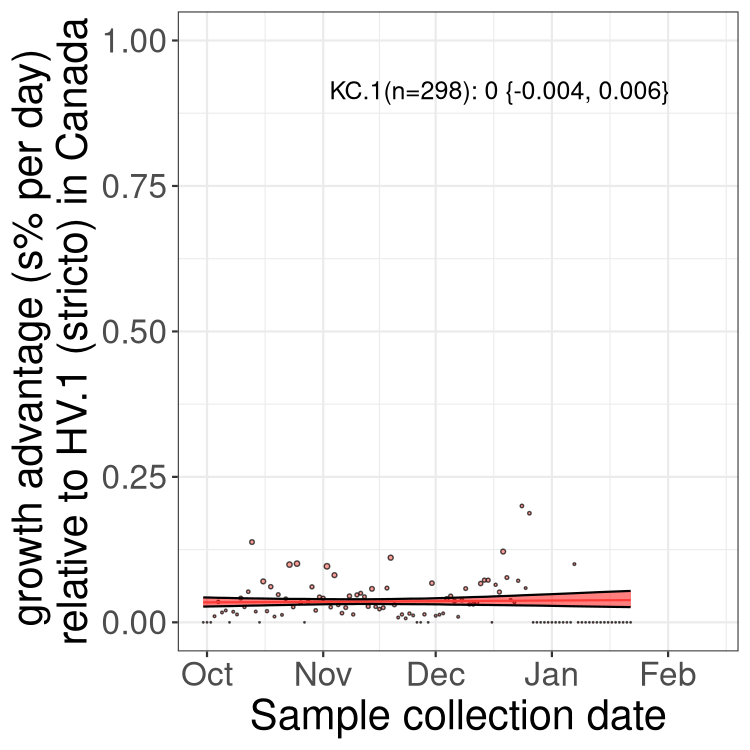 growth advantage (s% per day)
relative to HV.1 (stricto) in Canada
1.00
0.75
0.50
0.25
0.00
KC.1(n=298): 0 {-0.004, 0.006}
Oct
Nov
Dec
Jan
Feb
Sample collection date